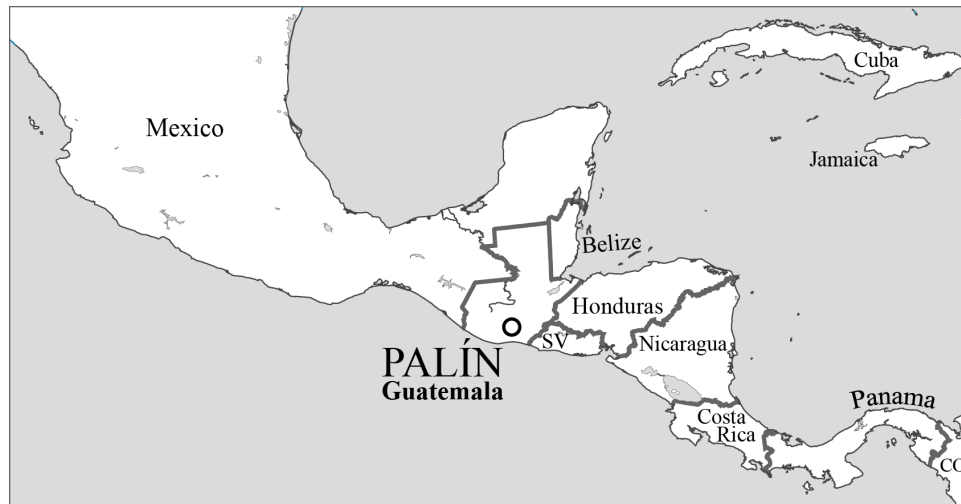 Cuba
Mexico
Jamaica
Belize
Honduras
SV
Nicaragua
PALÍN
Guatemala
Panama
Costa
Rica
CO